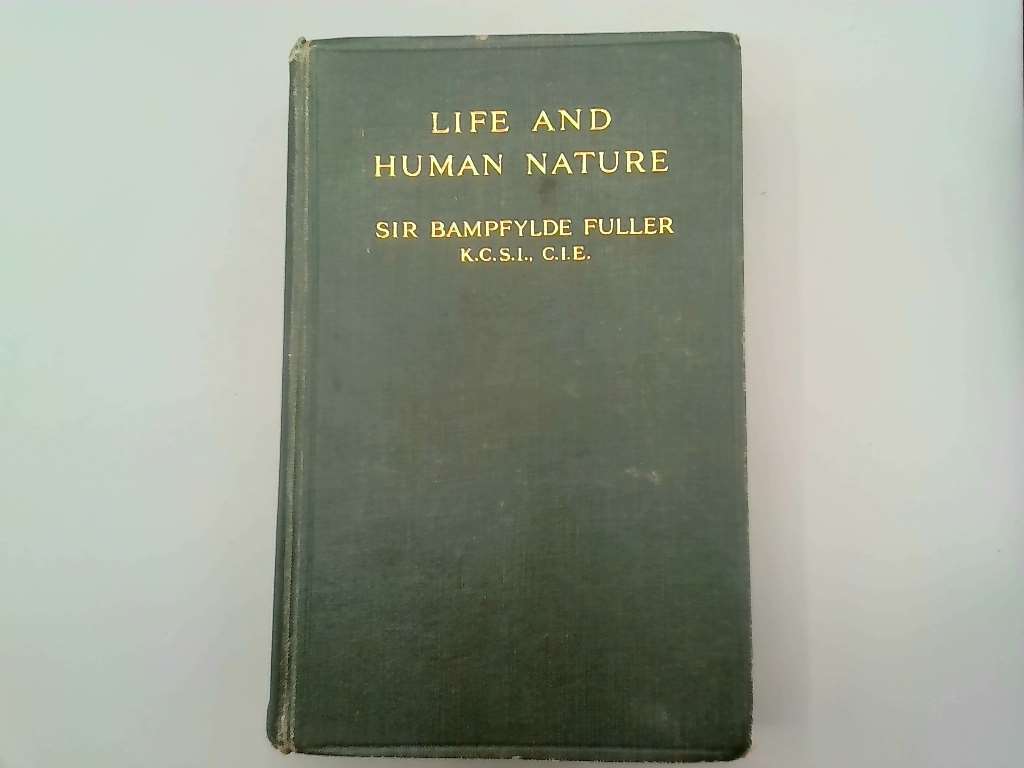 LIFE AND
HUMAN NATURE
SIR BAMPFYLDE FULLER
K.C.S.I., C.I.E.